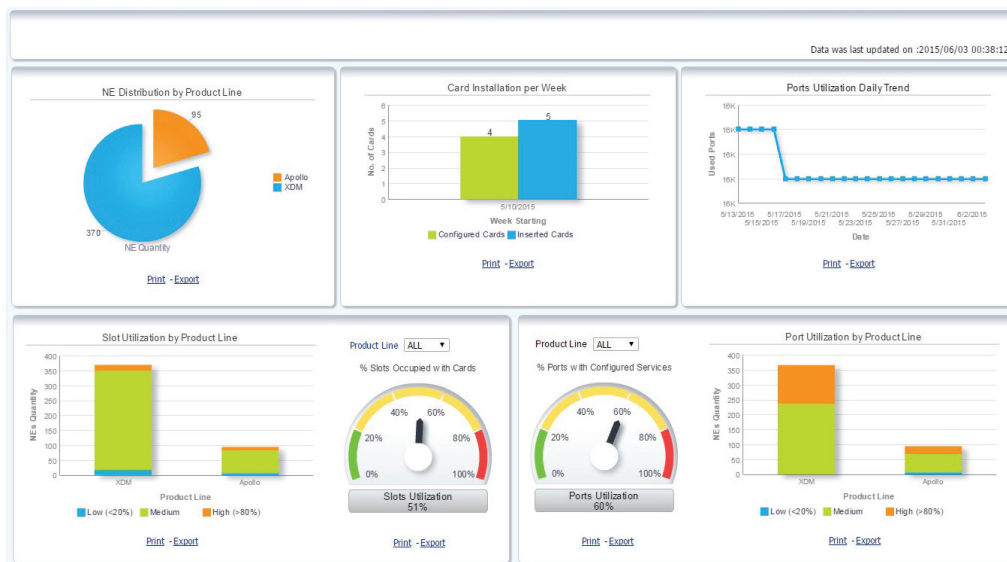 Data was last updated on :2015/06/03 00:38:12
NE Distribution by Product Line
95
370
NE Quantity
Apollo
XDM
Print - Export
Card Installation per Week
No. of Cards
6
5
4
3
2
1
0
4
5
5/10/2015
Week Starting
Configured Cards Inserted Cards
Print - Export
Ports Utilization Daily Trend
Used Ports
16K
16K
16K
16K
16K
5/13/2015 5/17/2015 5/21/2015 5/25/2015 5/29/2015 6/2/2015
5/15/2015 5/19/2015 5/23/2015 5/27/2015 5/31/2015
Date
Print - Export
Slot Utilization by Product Line
NEs Quantity
400
350
300
250
200
150
100
50
0
XDM Apollo
Product Line
Low (<20%) Medium High (>80%)
Print - Export
Product Line ALL
% Slots Occupied with Cards
40% 60%
20% 80%
0% 100%
Slots Utilization
51%
Print - Export
Product Line ALL
% Ports with Configured Services
40% 60%
20% 80%
0% 100%
Ports Utilization
60%
Print - Export
Port Utilization by Product Line
NEs Quantity
400
350
300
250
200
150
100
50
0
XDM Apollo
Product Line
Low (<20%) Medium High (>80%)
Print - Export